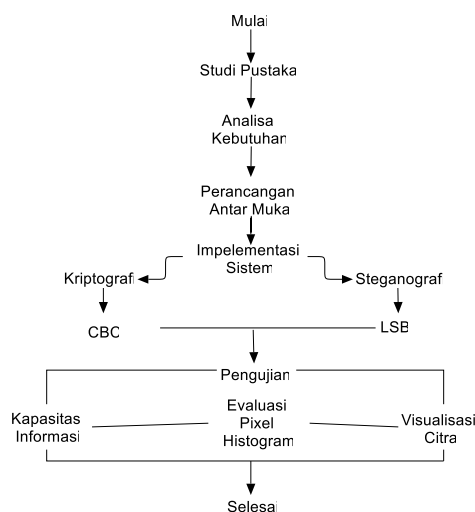 Mulai
Studi Pustaka
Analisa
Kebutuhan
Perancangan
Antar Muka
Impelementasi
Sistem
Kriptografi
Steganograf
CBC
LSB
Pengujian
Kapasitas
Informasi
Evaluasi
Pixel
Histogram
Visualisasi
Citra
Selesai